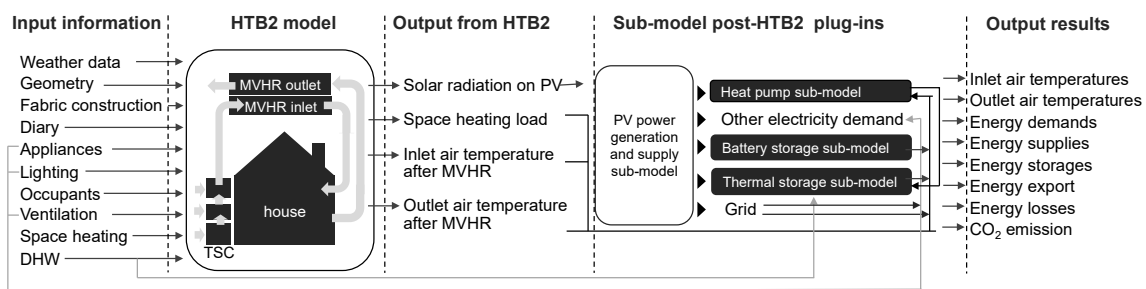 Input information
HTB2 model
Output from HTB2
Sub-model post-HTB2 plug-ins
Output results
Weather data
Geometry
Fabric construction
Diary
Appliances
Lighting
Occupants
Ventilation
Space heating
DHW
MVHR outlet
MVHR inlet
house
TSC
Solar radiation on PV
Space heating load
Inlet air temperature
after MVHR
Outlet air temperature
after MVHR
PV power
generation
and supply
sub-model
Heat pump sub-model
Other electricity demand
Battery storage sub-model
Thermal storage sub-model
Grid
Inlet air temperatures
Outlet air temperatures
Energy demands
Energy supplies
Energy storages
Energy export
Energy losses
CO₂ emission